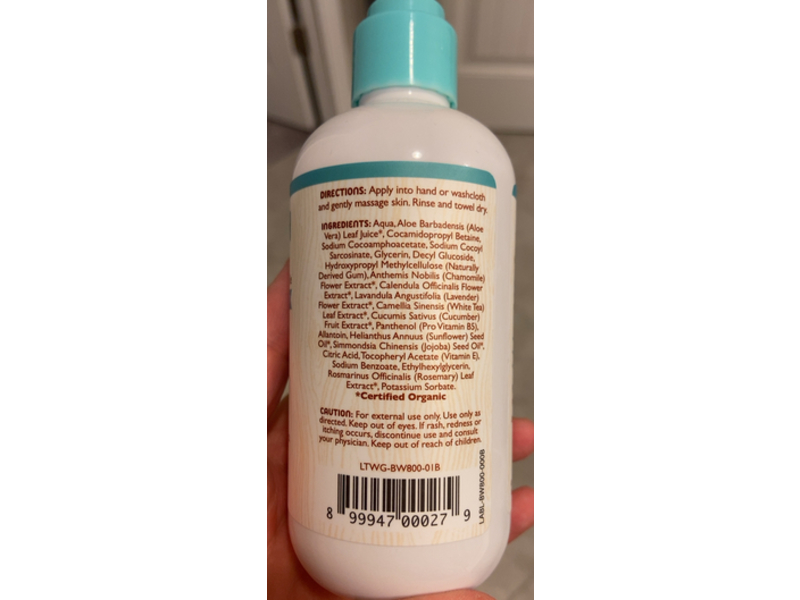 DIRECTIONS: Apply into hand or washcloth
and gently massage skin. Rinse and towel dry.
INGREDIENTS: Aqua, Aloe Barbadensis (Aloe
Vera) Leaf Juice*, Cocamidopropyl Betaine,
Sodium Cocoamphoacetate, Sodium Cocoyl
Sarcosinate, Glycerin, Decyl Glucoside,
Hydroxypropyl Methylcellulose (Naturally
Derived Gum), Anthemis Nobilis (Chamomile)
Flower Extract*, Calendula Officinalis Flower
Extract*, Lavandula Angustifolia (Lavender)
Flower Extract*, Camellia Sinensis (White Tea)
Leaf Extract*, Cucumis Sativus (Cucumber)
Fruit Extract*, Panthenol (Pro Vitamin B5),
Allantoin, Helianthus Annuus (Sunflower) Seed
Oil*, Simmondsia Chinensis (Jojoba) Seed Oil*,
Citric Acid, Tocopheryl Acetate (Vitamin E),
Sodium Benzoate, Ethylhexylglycerin,
Rosmarinus Officinalis (Rosemary) Leaf
Extract*, Potassium Sorbate.
*Certified Organic
CAUTION: For external use only. Use only as
directed. Keep out of eyes. If rash, redness or
itching occurs, discontinue use and consult
your physician. Keep out of reach of children.
LTWG-BW800-01B
8 99947 00027 9
LABL-BW800-000B